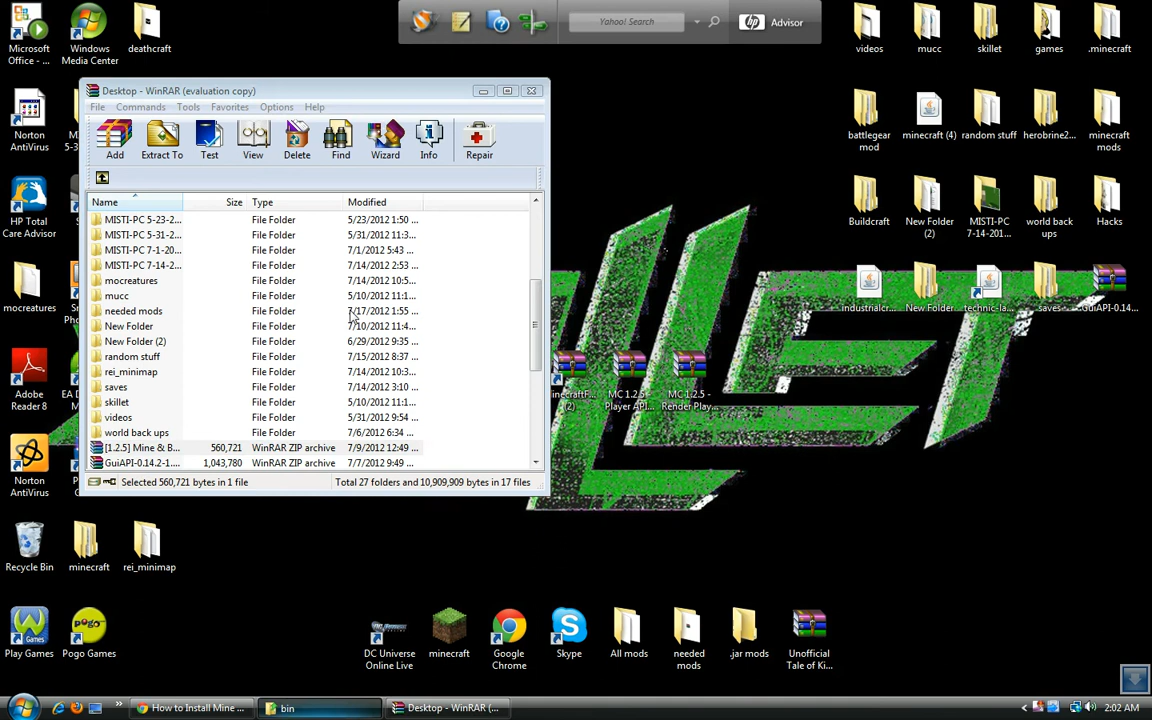 Yahoo! Search
Advisor
Microsoft Office - ...
Windows Media Center
deathcraft
videos
mucc
skillet
games
.minecraft
Desktop - WinRAR (evaluation copy)
File Commands Tools Favorites Options Help
Add Extract To Test View Delete Find Wizard Info Repair
Name Size Type Modified
MISTI-PC 5-23-2... File Folder 5/23/2012 1:50 ...
MISTI-PC 5-31-2... File Folder 5/31/2012 11:3...
MISTI-PC 7-1-20... File Folder 7/1/2012 5:43 ...
MISTI-PC 7-14-2... File Folder 7/14/2012 2:53 ...
mocreatures File Folder 7/14/2012 10:5...
mucc File Folder 5/10/2012 11:1...
needed mods File Folder 7/17/2012 1:55 ...
New Folder File Folder 7/10/2012 11:4...
New Folder (2) File Folder 6/29/2012 9:35 ...
random stuff File Folder 7/15/2012 8:37 ...
rei_minimap File Folder 7/14/2012 10:3...
saves File Folder 7/14/2012 3:10 ...
skillet File Folder 5/10/2012 11:1...
videos File Folder 5/31/2012 9:54 ...
world back ups File Folder 7/6/2012 6:34 ...
[1.2.5] Mine & B... 560,721 WinRAR ZIP archive 7/9/2012 12:49 ...
GuiAPI-0.14.2-1.... 1,043,780 WinRAR ZIP archive 7/7/2012 9:49 ...
Selected 560,721 bytes in 1 file
Total 27 folders and 10,909,909 bytes in 17 files
Norton AntiVirus
battlegear mod
minecraft (4)
random stuff
herobrine2...
minecraft mods
HP Total Care Advisor
Buildcraft
New Folder (2)
MISTI-PC 7-14-201...
world back ups
Hacks
mocreatures
industrialcr...
New Folder
technic-la...
saves
GuiAPI-0.14...
Adobe Reader 8
(2)
MC 1.2.5 - Player API...
MC 1.2.5 - Render Play...
Norton AntiVirus
Recycle Bin
minecraft
rei_minimap
Play Games
Pogo Games
DC Universe Online Live
minecraft
Google Chrome
Skype
All mods
needed mods
.jar mods
Unofficial Tale of Ki...
How to Install Mine ...
bin
Desktop - WinRAR (...
2:02 AM